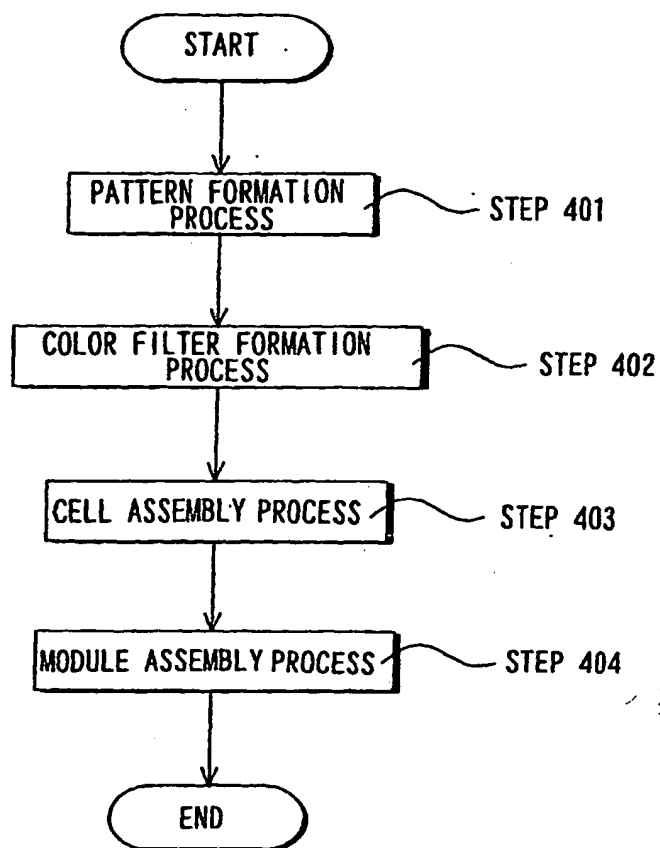 START
PATTERN FORMATION
PROCESS
STEP 401
COLOR FILTER FORMATION
PROCESS
STEP 402
CELL ASSEMBLY PROCESS
STEP 403
MODULE ASSEMBLY PROCESS
STEP 404
END